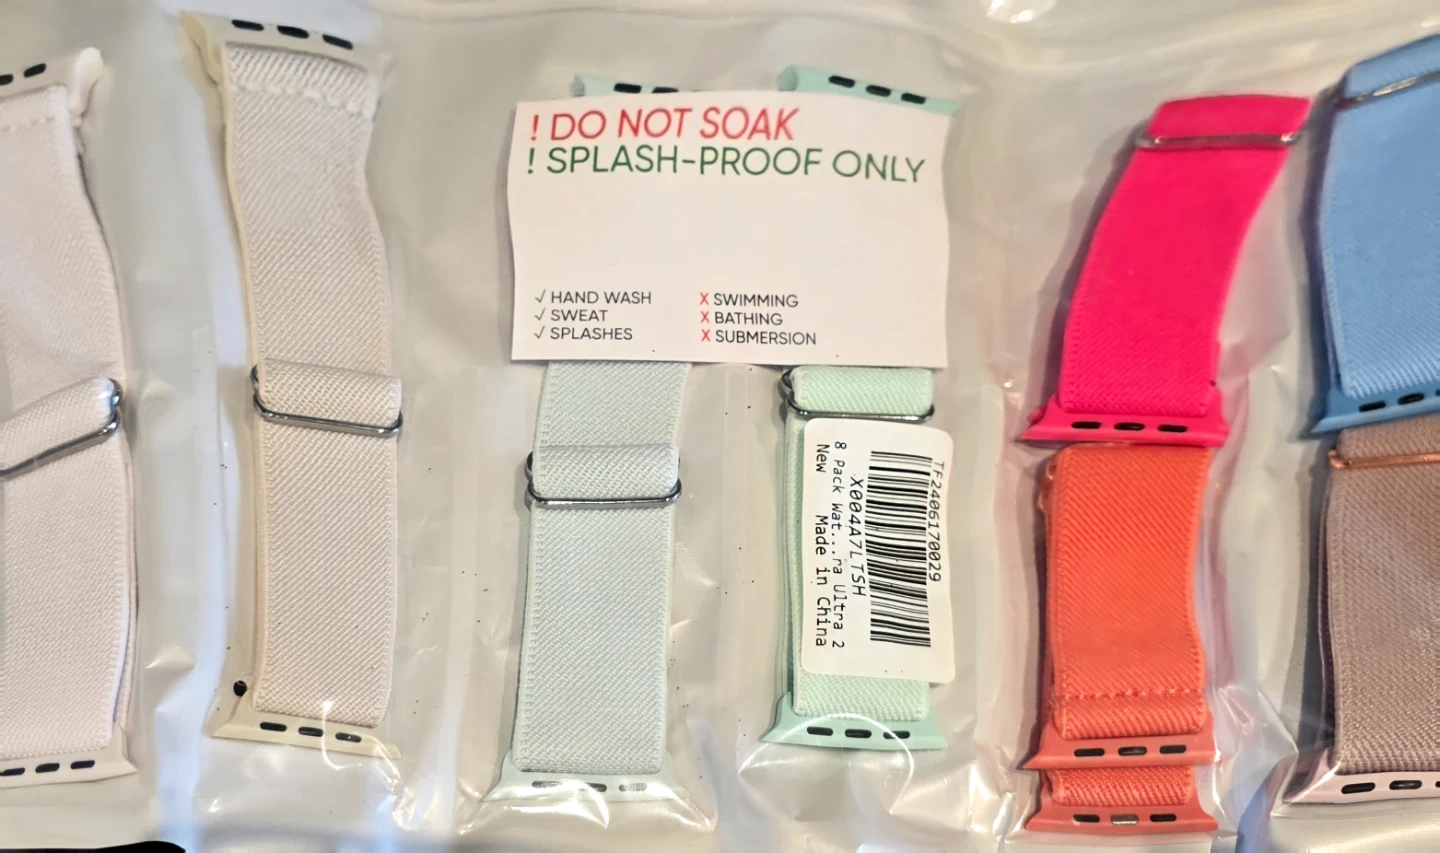 ! DO NOT SOAK
! SPLASH-PROOF ONLY
√ HAND WASH
√ SWEAT
√ SPLASHES
X SWIMMING
X BATHING
X SUBMERSION
TF2406170029
X004A7LTSH
8 Pack Wat...ra Ultra 2
New Made in China